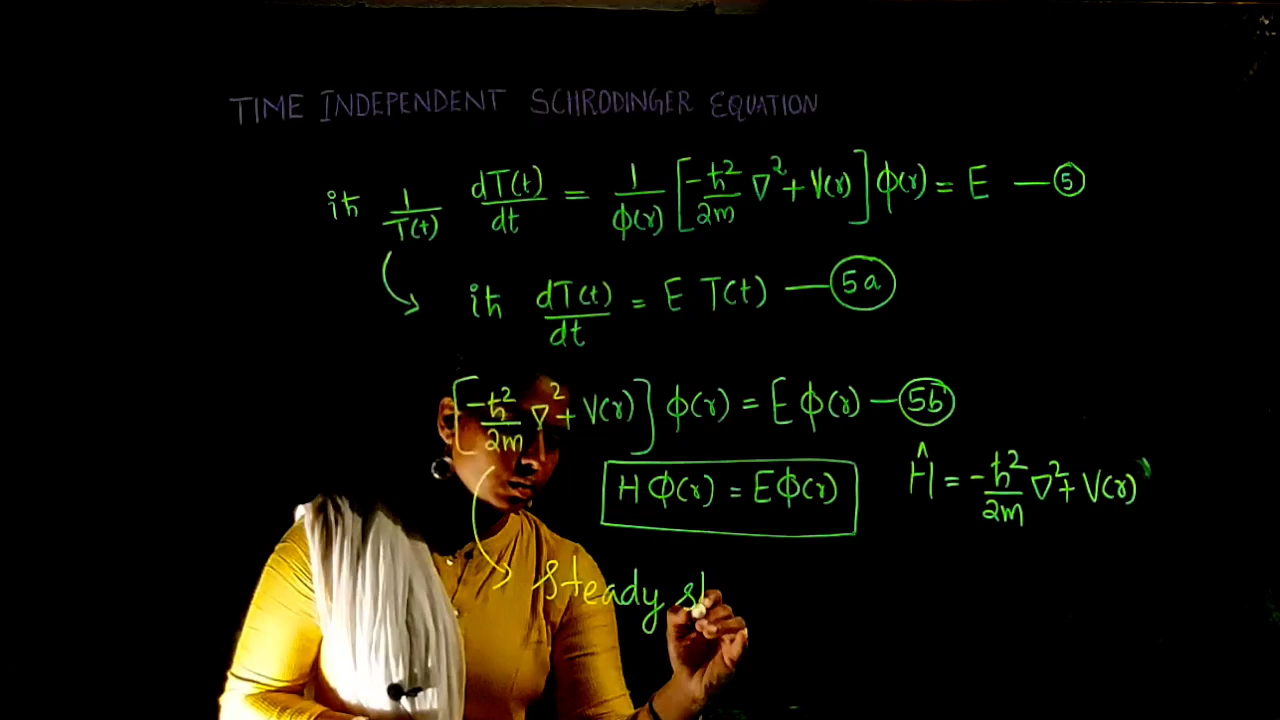 TIME INDEPENDENT SCHRODINGER EQUATION
iħ 1/T(t) dT(t)/dt = 1/ϕ(r) [-ħ²/2m ∇² + V(r)] ϕ(r) = E — 5
iħ dT(t)/dt = E T(t) — 5a
[-ħ²/2m ∇² + V(r)] ϕ(r) = E ϕ(r) — 5b
H ϕ(r) = E ϕ(r)
Ĥ = -ħ²/2m ∇² + V(r)
Steady